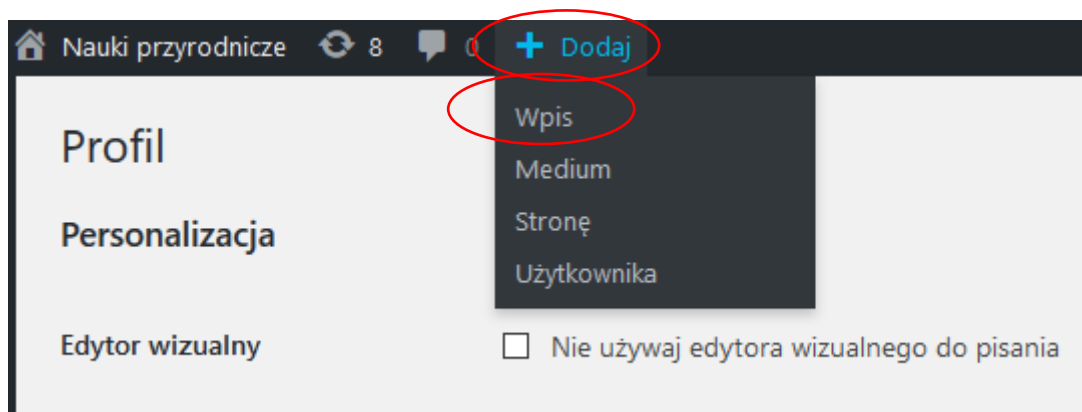 Nauki przyrodnicze 8 0 + Dodaj
Wpis
Profil
Medium
Stronę
Personalizacja
Użytkownika
Edytor wizualny Nie używaj edytora wizualnego do pisania